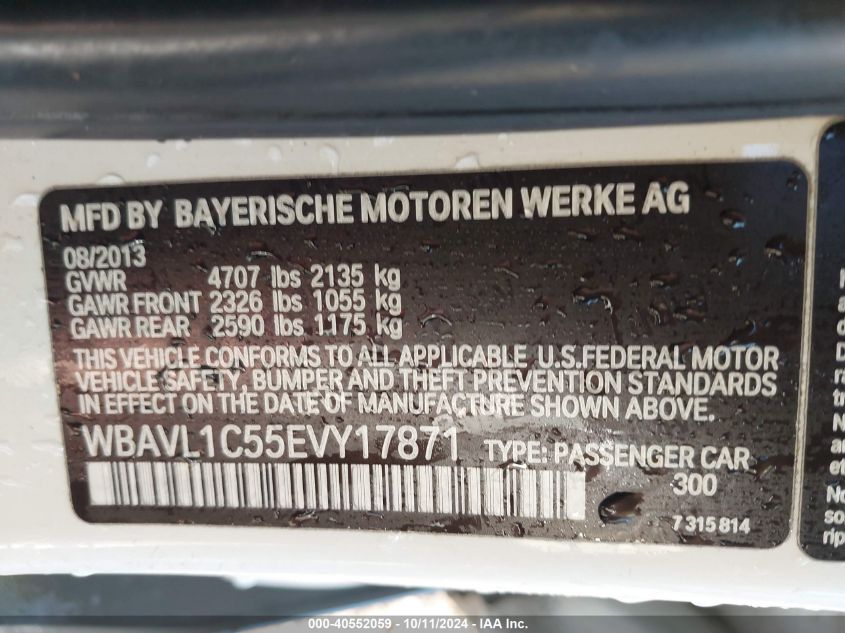 MFD BY BAYERISCHE MOTOREN WERKE AG
08/2013
GVWR 4707 lbs 2135 kg
GAWR FRONT 2326 lbs 1055 kg
GAWR REAR 2590 lbs 1175 kg
THIS VEHICLE CONFORMS TO ALL APPLICABLE U.S.FEDERAL MOTOR
VEHICLE SAFETY, BUMPER AND THEFT PREVENTION STANDARDS
IN EFFECT ON THE DATE OF MANUFACTURE SHOWN ABOVE.
WBAVL1C55EVY17871 TYPE: PASSENGER CAR
300
7 315 814
No
so
rip
000-40552059 - 10/11/2024 - IAA Inc.